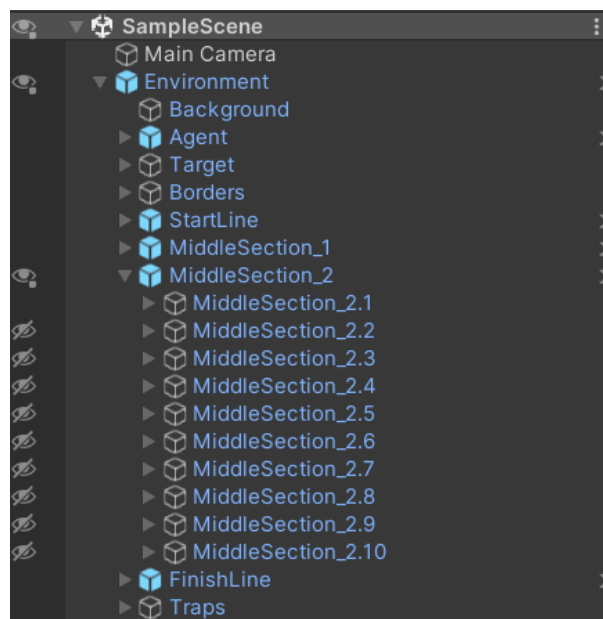 SampleScene
Main Camera
Environment
Background
Agent
Target
Borders
StartLine
MiddleSection_1
MiddleSection_2
MiddleSection_2.1
MiddleSection_2.2
MiddleSection_2.3
MiddleSection_2.4
MiddleSection_2.5
MiddleSection_2.6
MiddleSection_2.7
MiddleSection_2.8
MiddleSection_2.9
MiddleSection_2.10
FinishLine
Traps